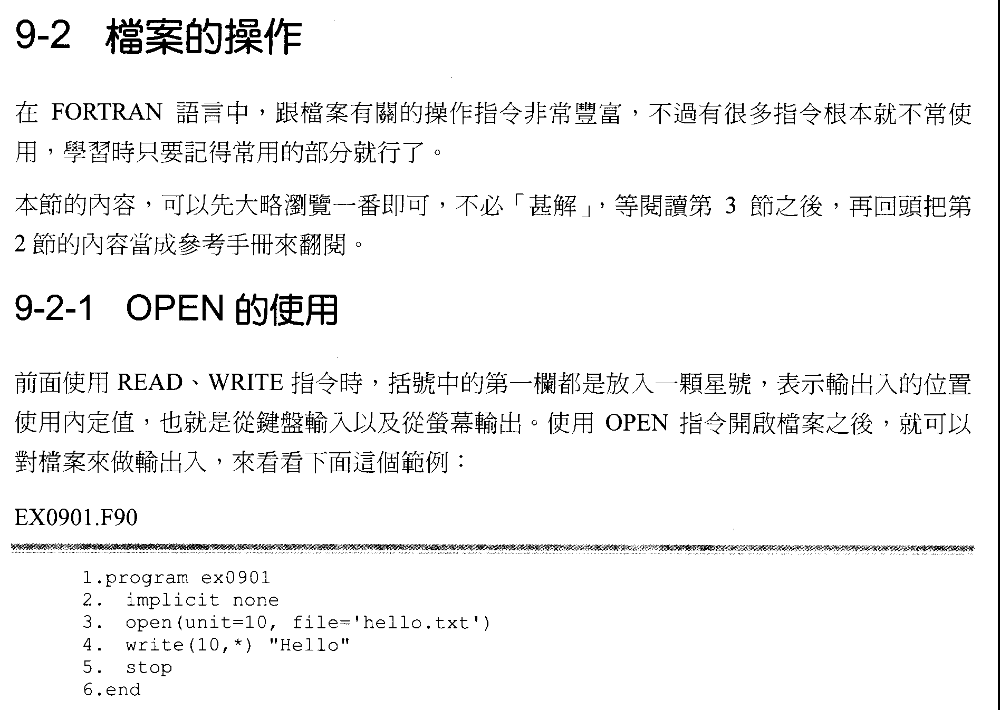 9-2 檔案的操作
在 FORTRAN 語言中，跟檔案有關的操作指令非常豐富，不過有很多指令根本就不常使
用，學習時只要記得常用的部分就行了。
本節的內容，可以先大略瀏覽一番即可，不必「甚解」，等閱讀第 3 節之後，再回頭把第
2 節的內容當成參考手冊來翻閱。
9-2-1 OPEN 的使用
前面使用 READ、WRITE 指令時，括號中的第一欄都是放入一顆星號，表示輸出入的位置
使用內定值，也就是從鍵盤輸入以及從螢幕輸出。使用 OPEN 指令開啟檔案之後，就可以
對檔案來做輸出入，來看看下面這個範例：
EX0901.F90
1.program ex0901
2.  implicit none
3.  open(unit=10, file='hello.txt')
4.  write(10,*) "Hello"
5.  stop
6.end